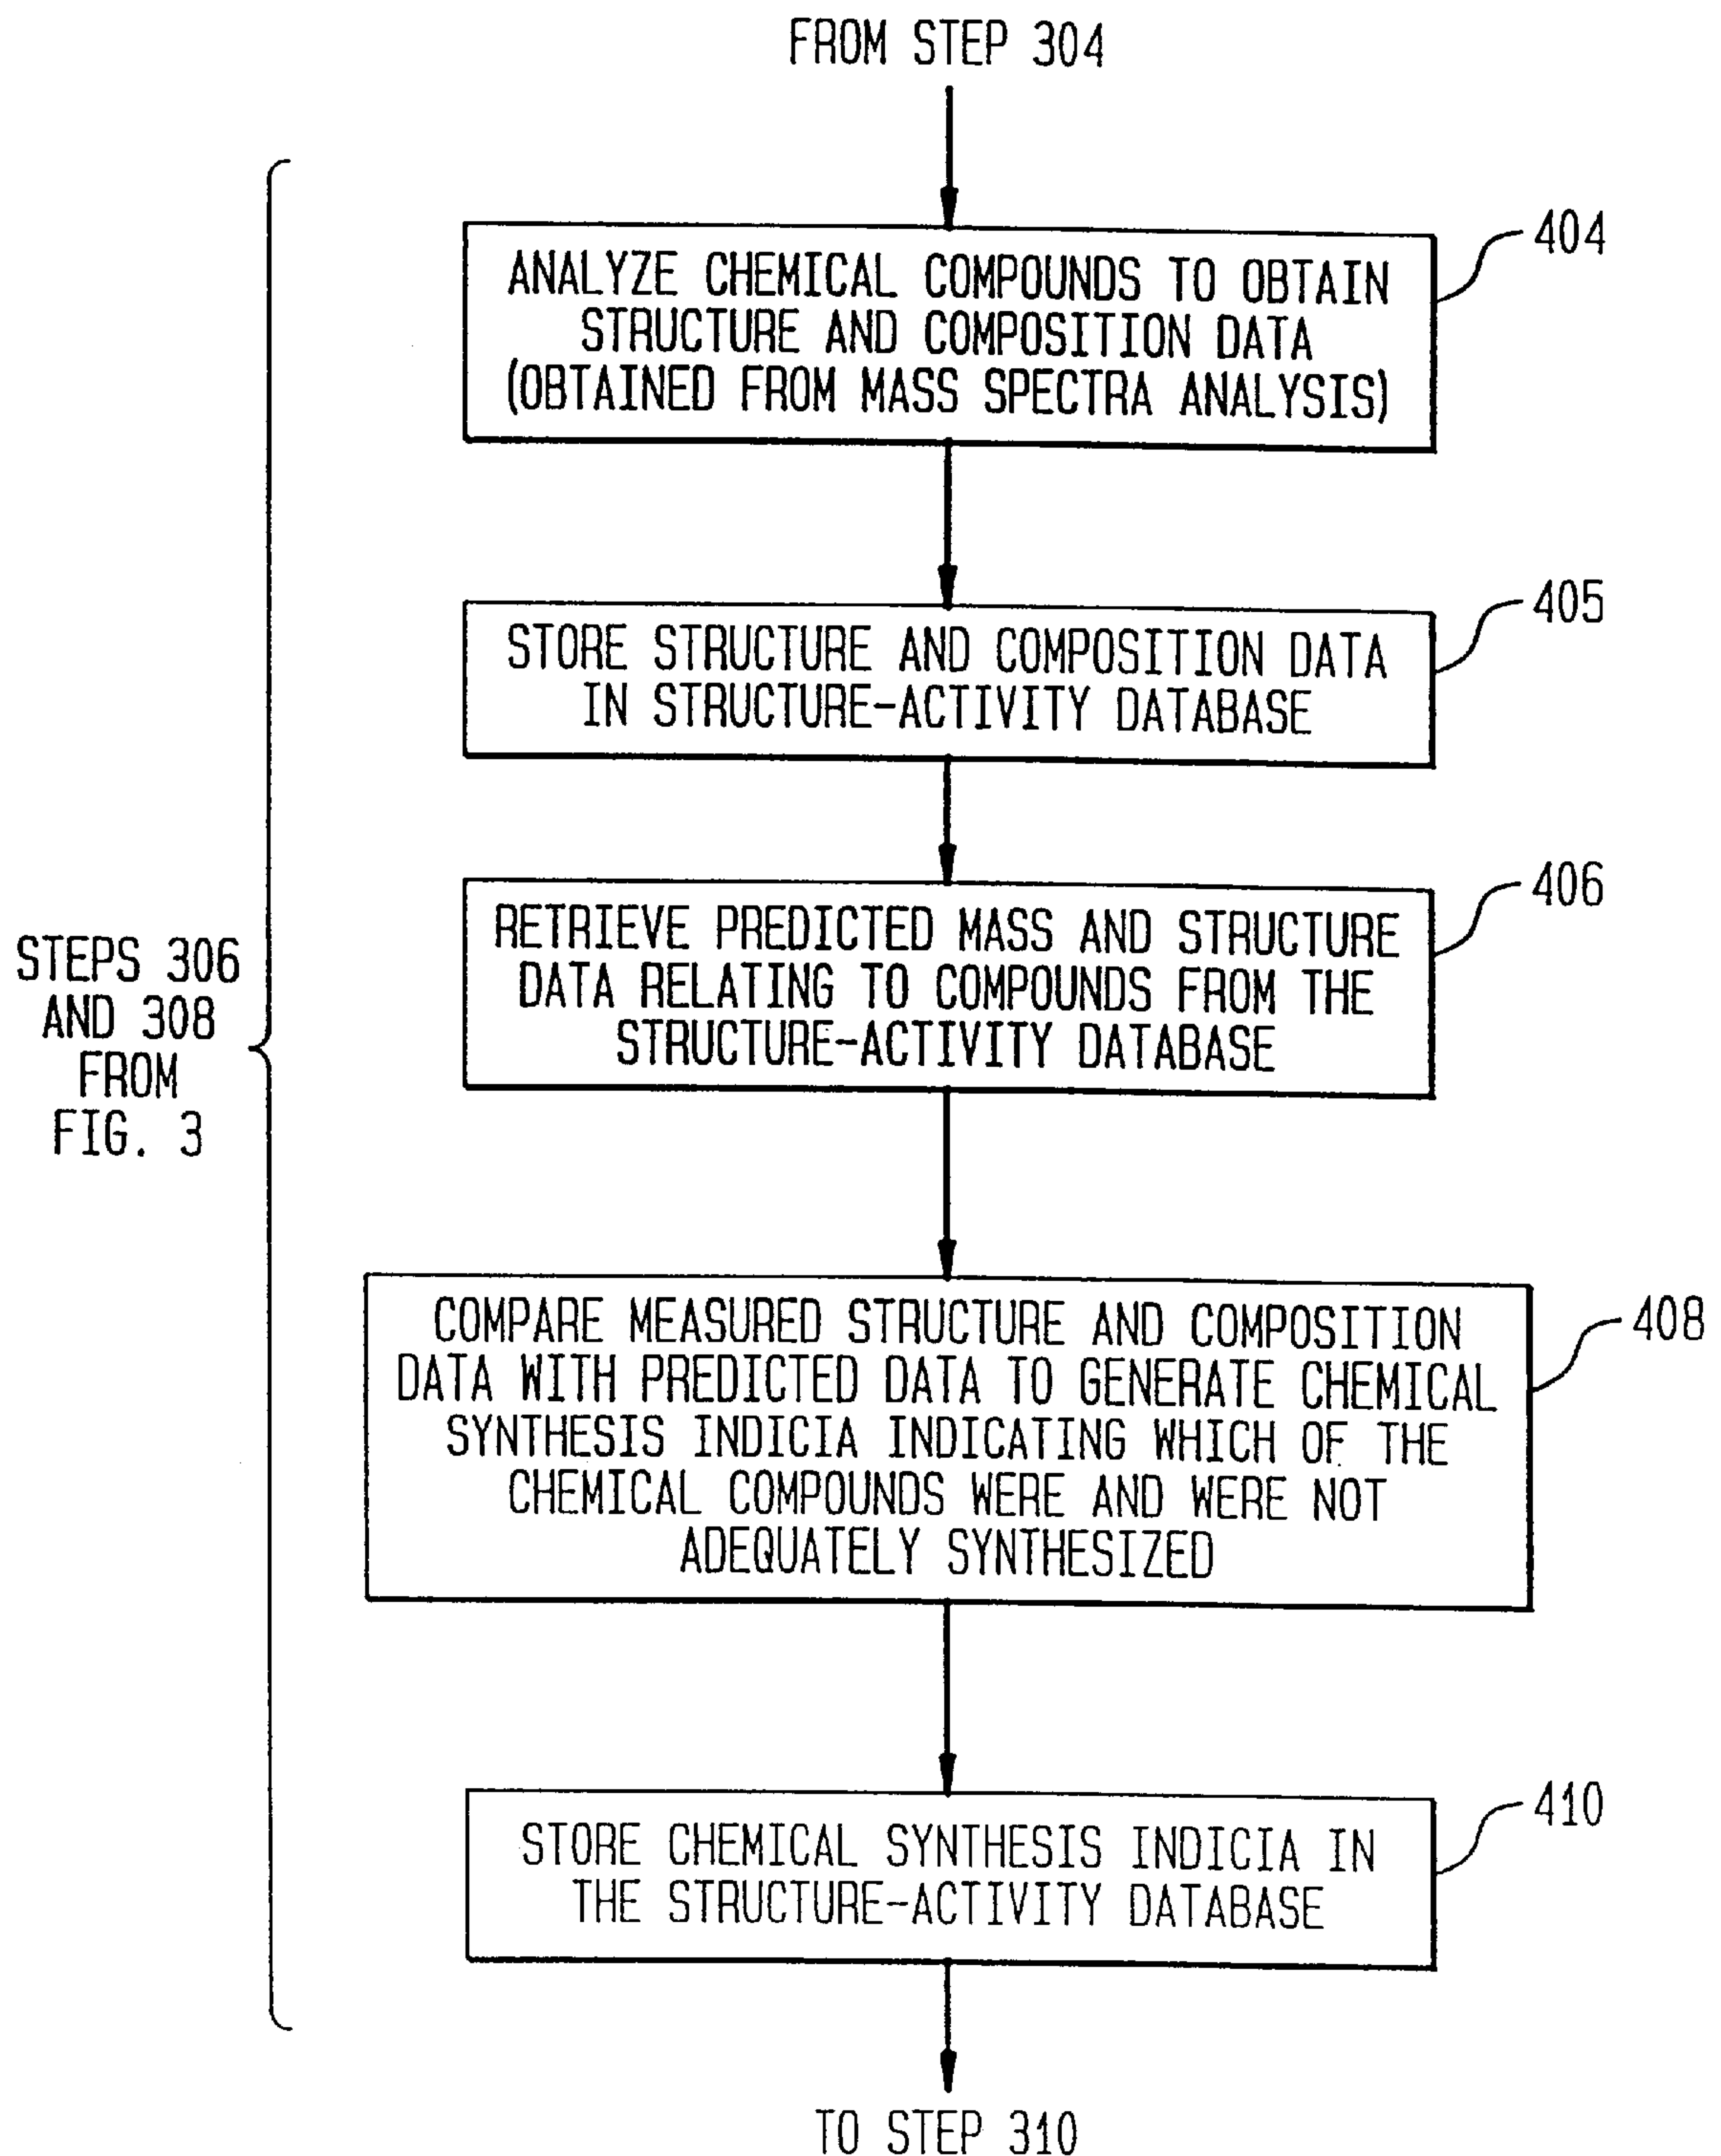 FROM STEP 304
ANALYZE CHEMICAL COMPOUNDS TO OBTAIN
STRUCTURE AND COMPOSITION DATA
(OBTAINED FROM MASS SPECTRA ANALYSIS)
404
STORE STRUCTURE AND COMPOSITION DATA
IN STRUCTURE-ACTIVITY DATABASE
405
RETRIEVE PREDICTED MASS AND STRUCTURE
DATA RELATING TO COMPOUNDS FROM THE
STRUCTURE-ACTIVITY DATABASE
406
STEPS 306
AND 308
FROM
FIG. 3
COMPARE MEASURED STRUCTURE AND COMPOSITION
DATA WITH PREDICTED DATA TO GENERATE CHEMICAL
SYNTHESIS INDICIA INDICATING WHICH OF THE
CHEMICAL COMPOUNDS WERE AND WERE NOT
ADEQUATELY SYNTHESIZED
408
STORE CHEMICAL SYNTHESIS INDICIA IN
THE STRUCTURE-ACTIVITY DATABASE
410
TO STEP 310